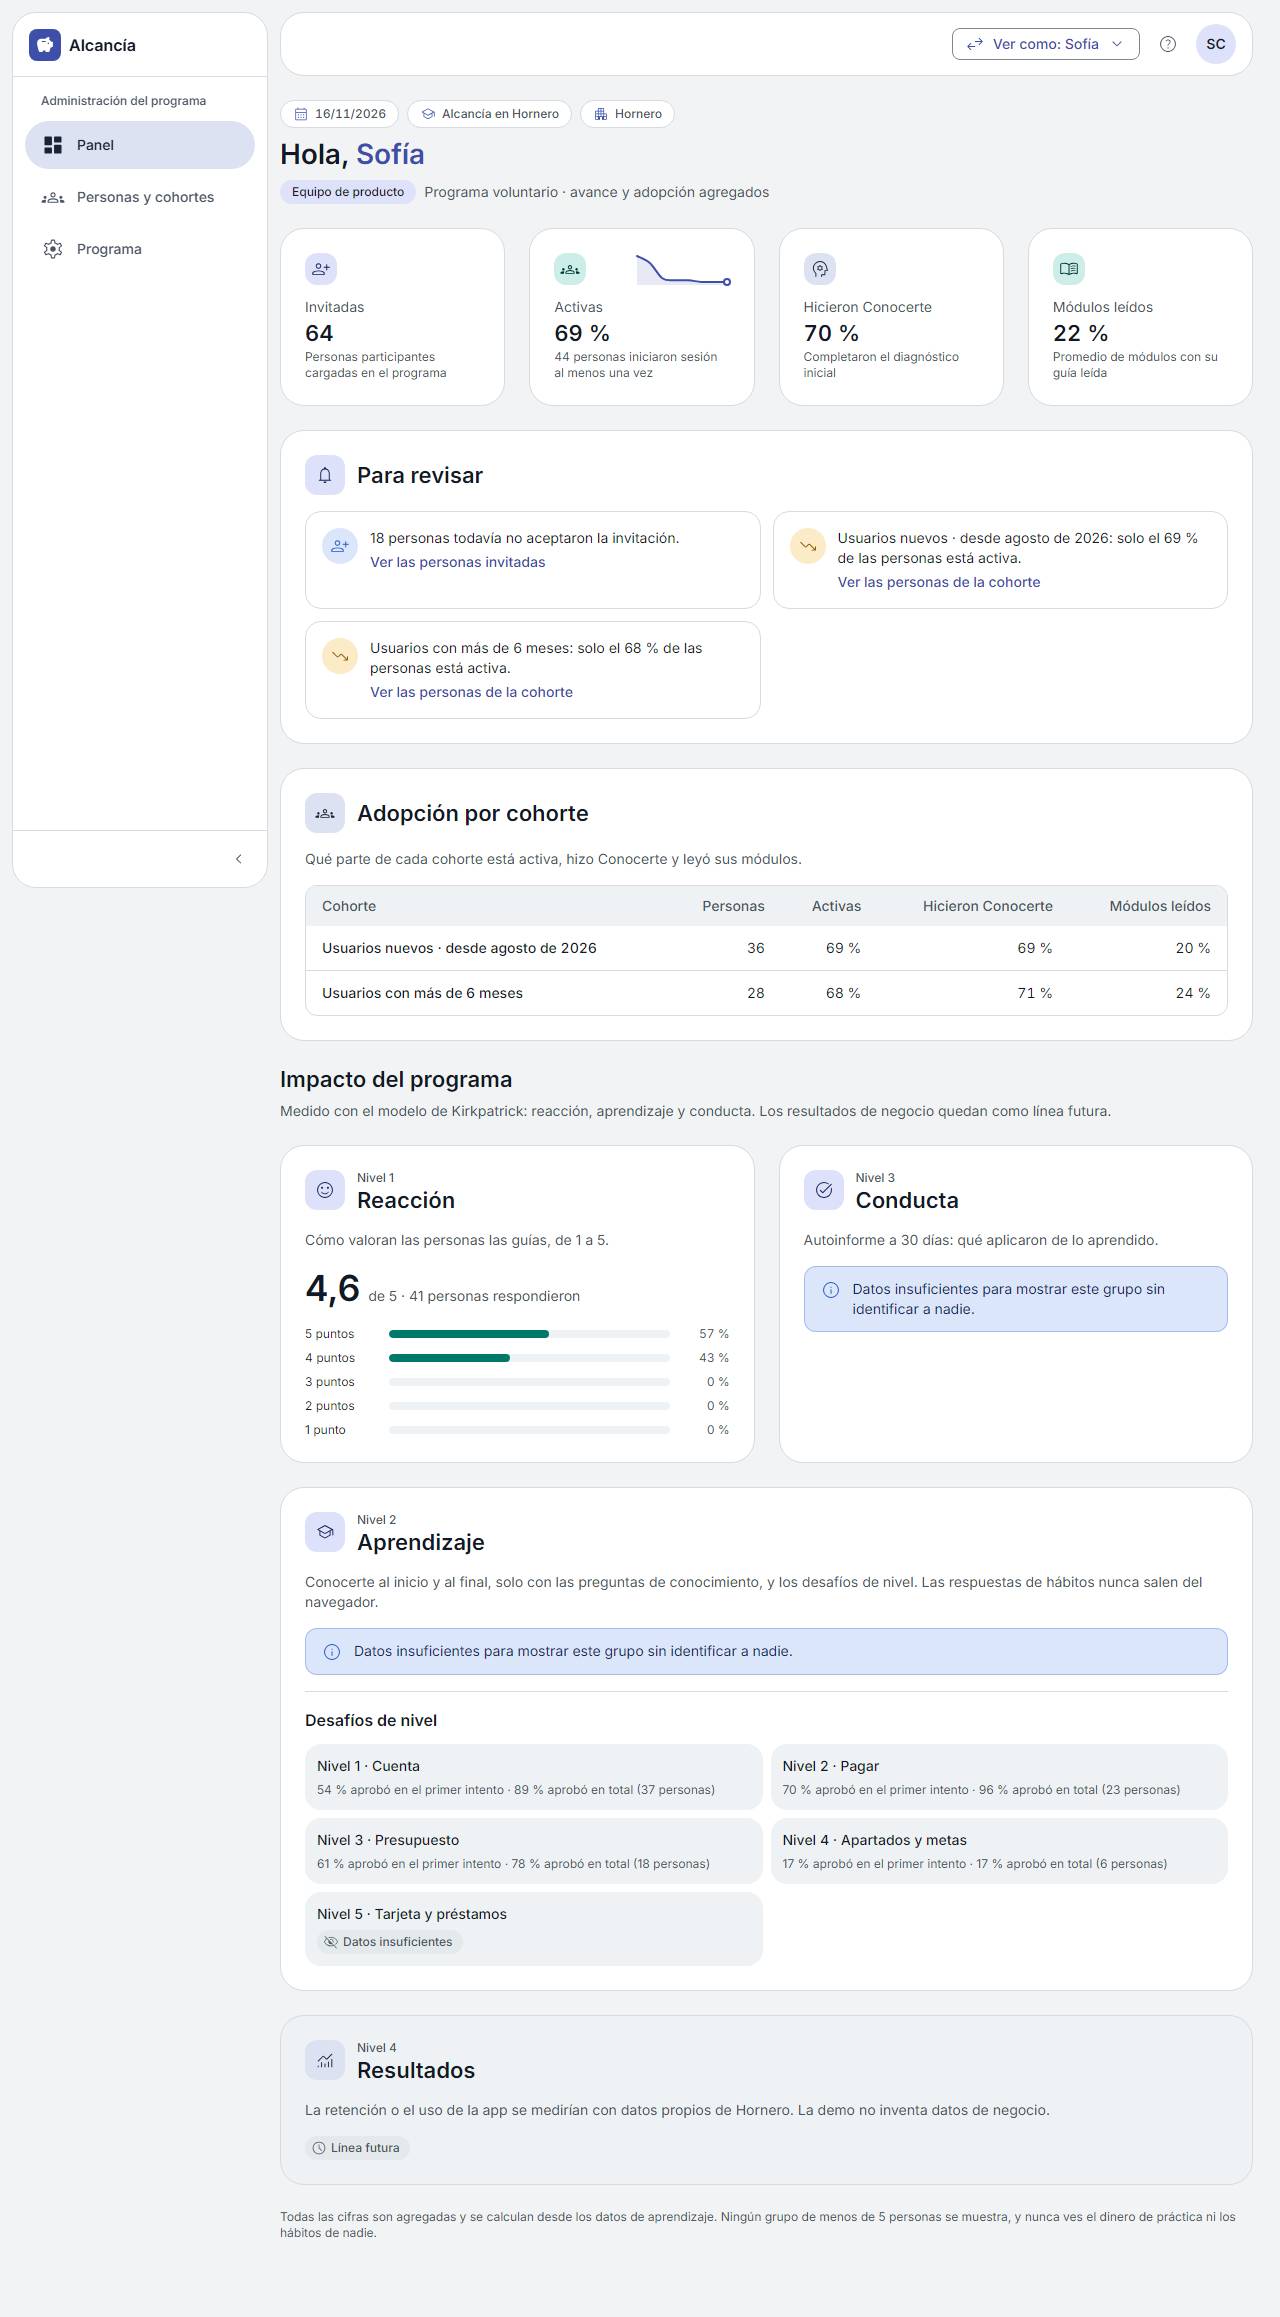 Alcancía
Ver como: Sofía
SC
Administración del programa
Panel
Personas y cohortes
Programa
16/11/2026
Alcancía en Hornero
Hornero
Hola, Sofía
Equipo de producto
Programa voluntario · avance y adopción agregados
Invitadas
64
Personas participantes
cargadas en el programa
Activas
69 %
44 personas iniciaron sesión
al menos una vez
Hicieron Conocerte
70 %
Completaron el diagnóstico
inicial
Módulos leídos
22 %
Promedio de módulos con su
guía leída
Para revisar
18 personas todavía no aceptaron la invitación.
Ver las personas invitadas
Usuarios nuevos · desde agosto de 2026: solo el 69 %
de las personas está activa.
Ver las personas de la cohorte
Usuarios con más de 6 meses: solo el 68 % de las
personas está activa.
Ver las personas de la cohorte
Adopción por cohorte
Qué parte de cada cohorte está activa, hizo Conocerte y leyó sus módulos.
Cohorte Personas Activas Hicieron Conocerte Módulos leídos
Usuarios nuevos · desde agosto de 2026 36 69 % 69 % 20 %
Usuarios con más de 6 meses 28 68 % 71 % 24 %
Impacto del programa
Medido con el modelo de Kirkpatrick: reacción, aprendizaje y conducta. Los resultados de negocio quedan como línea futura.
Nivel 1
Reacción
Cómo valoran las personas las guías, de 1 a 5.
4,6 de 5 · 41 personas respondieron
5 puntos 57 %
4 puntos 43 %
3 puntos 0 %
2 puntos 0 %
1 punto 0 %
Nivel 3
Conducta
Autoinforme a 30 días: qué aplicaron de lo aprendido.
Datos insuficientes para mostrar este grupo sin
identificar a nadie.
Nivel 2
Aprendizaje
Conocerte al inicio y al final, solo con las preguntas de conocimiento, y los desafíos de nivel. Las respuestas de hábitos nunca salen del
navegador.
Datos insuficientes para mostrar este grupo sin identificar a nadie.
Desafíos de nivel
Nivel 1 · Cuenta
54 % aprobó en el primer intento · 89 % aprobó en total (37 personas)
Nivel 2 · Pagar
70 % aprobó en el primer intento · 96 % aprobó en total (23 personas)
Nivel 3 · Presupuesto
61 % aprobó en el primer intento · 78 % aprobó en total (18 personas)
Nivel 4 · Apartados y metas
17 % aprobó en el primer intento · 17 % aprobó en total (6 personas)
Nivel 5 · Tarjeta y préstamos
Datos insuficientes
Nivel 4
Resultados
La retención o el uso de la app se medirían con datos propios de Hornero. La demo no inventa datos de negocio.
Línea futura
Todas las cifras son agregadas y se calculan desde los datos de aprendizaje. Ningún grupo de menos de 5 personas se muestra, y nunca ves el dinero de práctica ni los
hábitos de nadie.